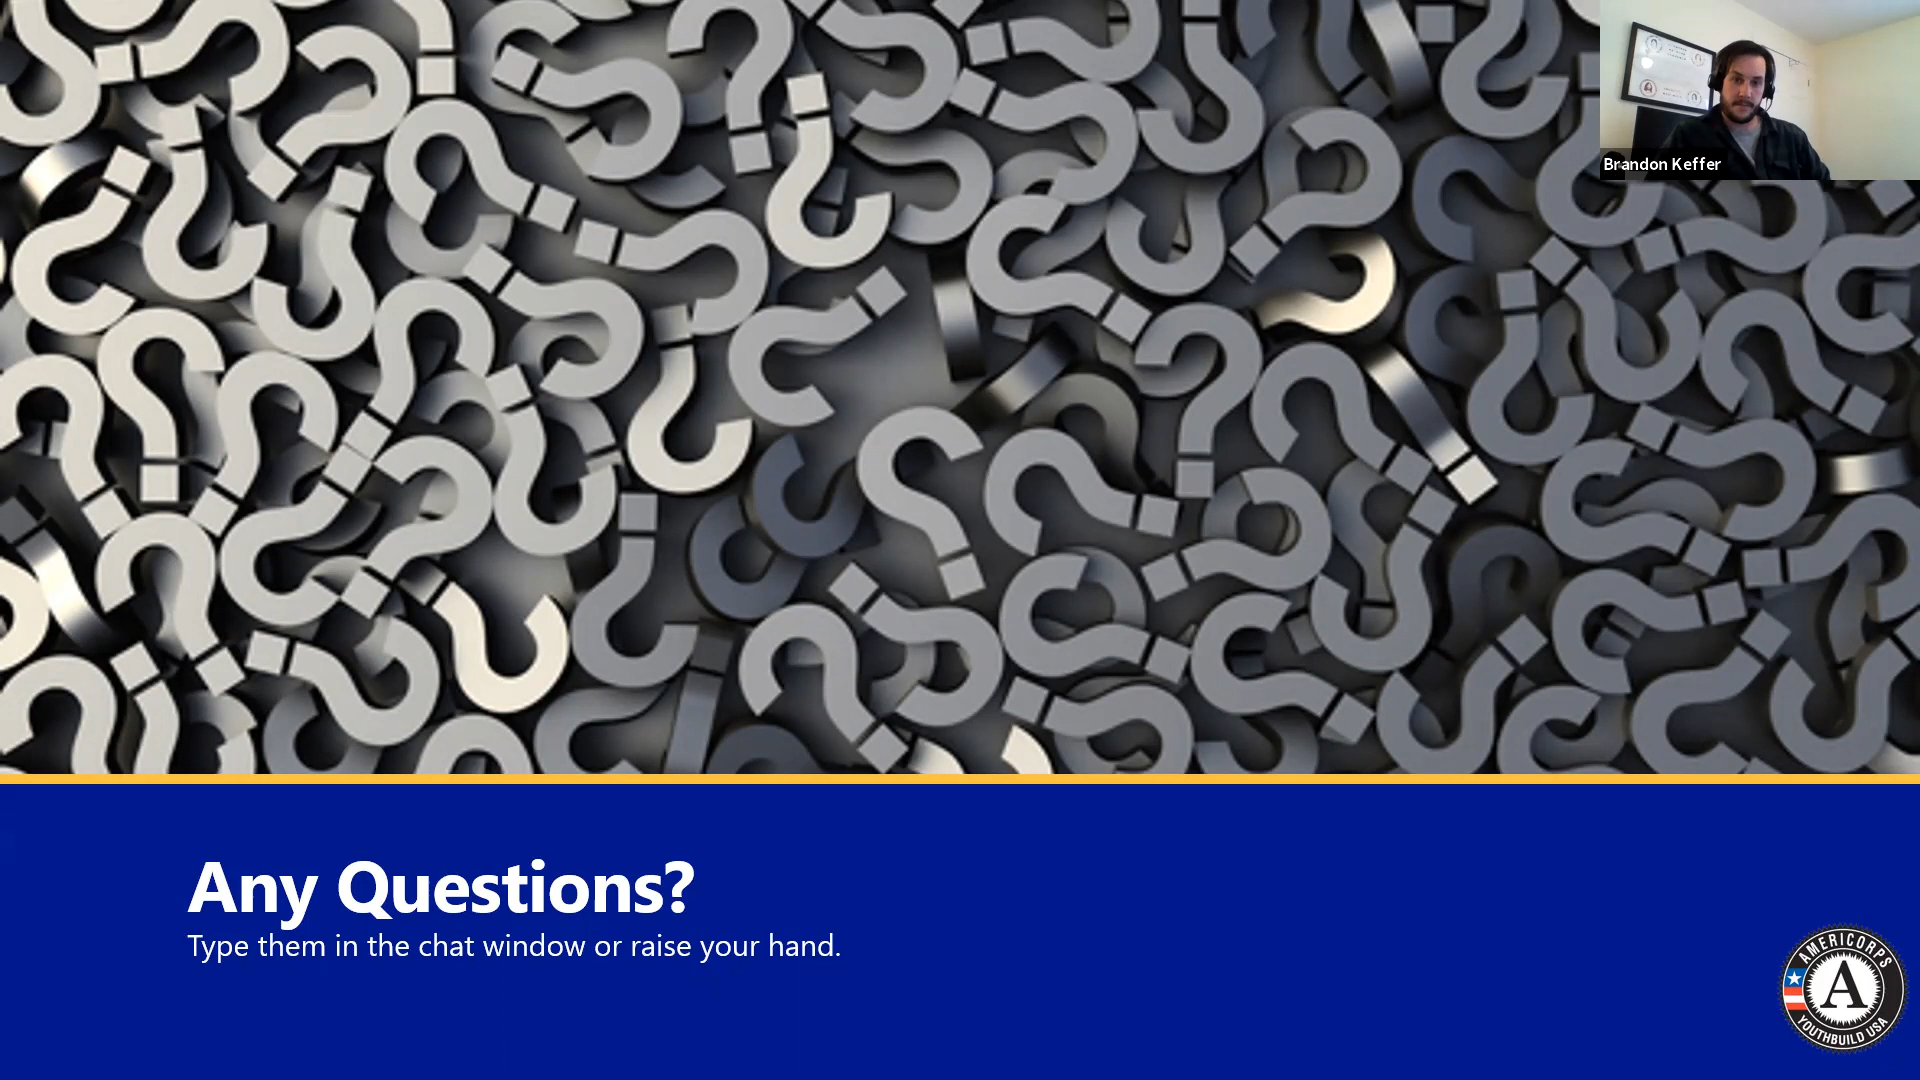 Brandon Keffer
Any Questions?
Type them in the chat window or raise your hand.
AMERICORPS
A
YOUTHBUILD USA